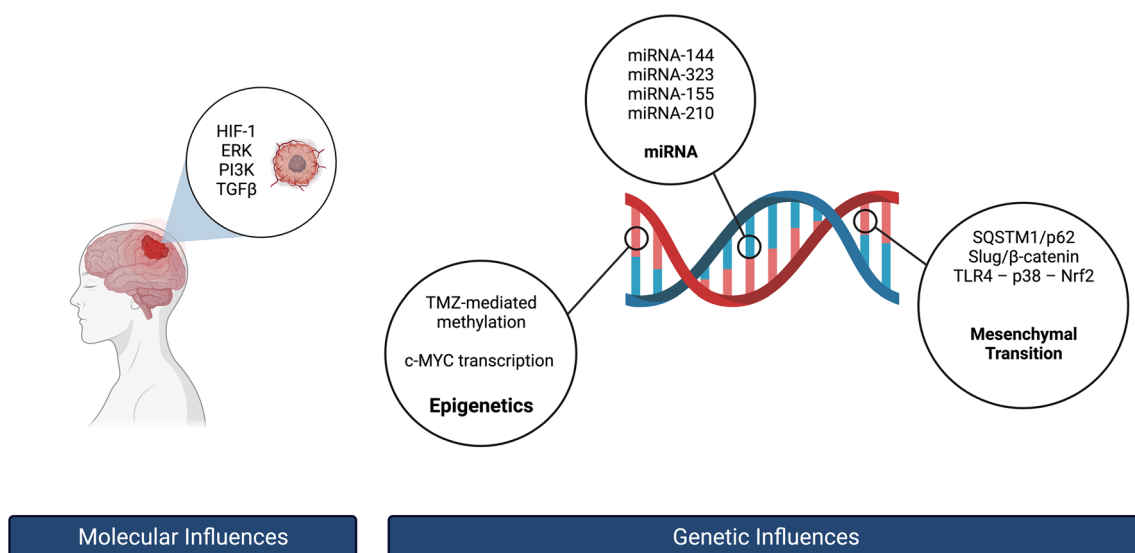 HIF-1
ERK
PI3K
TGFβ
miRNA-144
miRNA-323
miRNA-155
miRNA-210
miRNA
TMZ-mediated
methylation
c-MYC transcription
Epigenetics
SQSTM1/p62
Slug/β-catenin
TLR4 – p38 – Nrf2
Mesenchymal
Transition
Molecular Influences
Genetic Influences